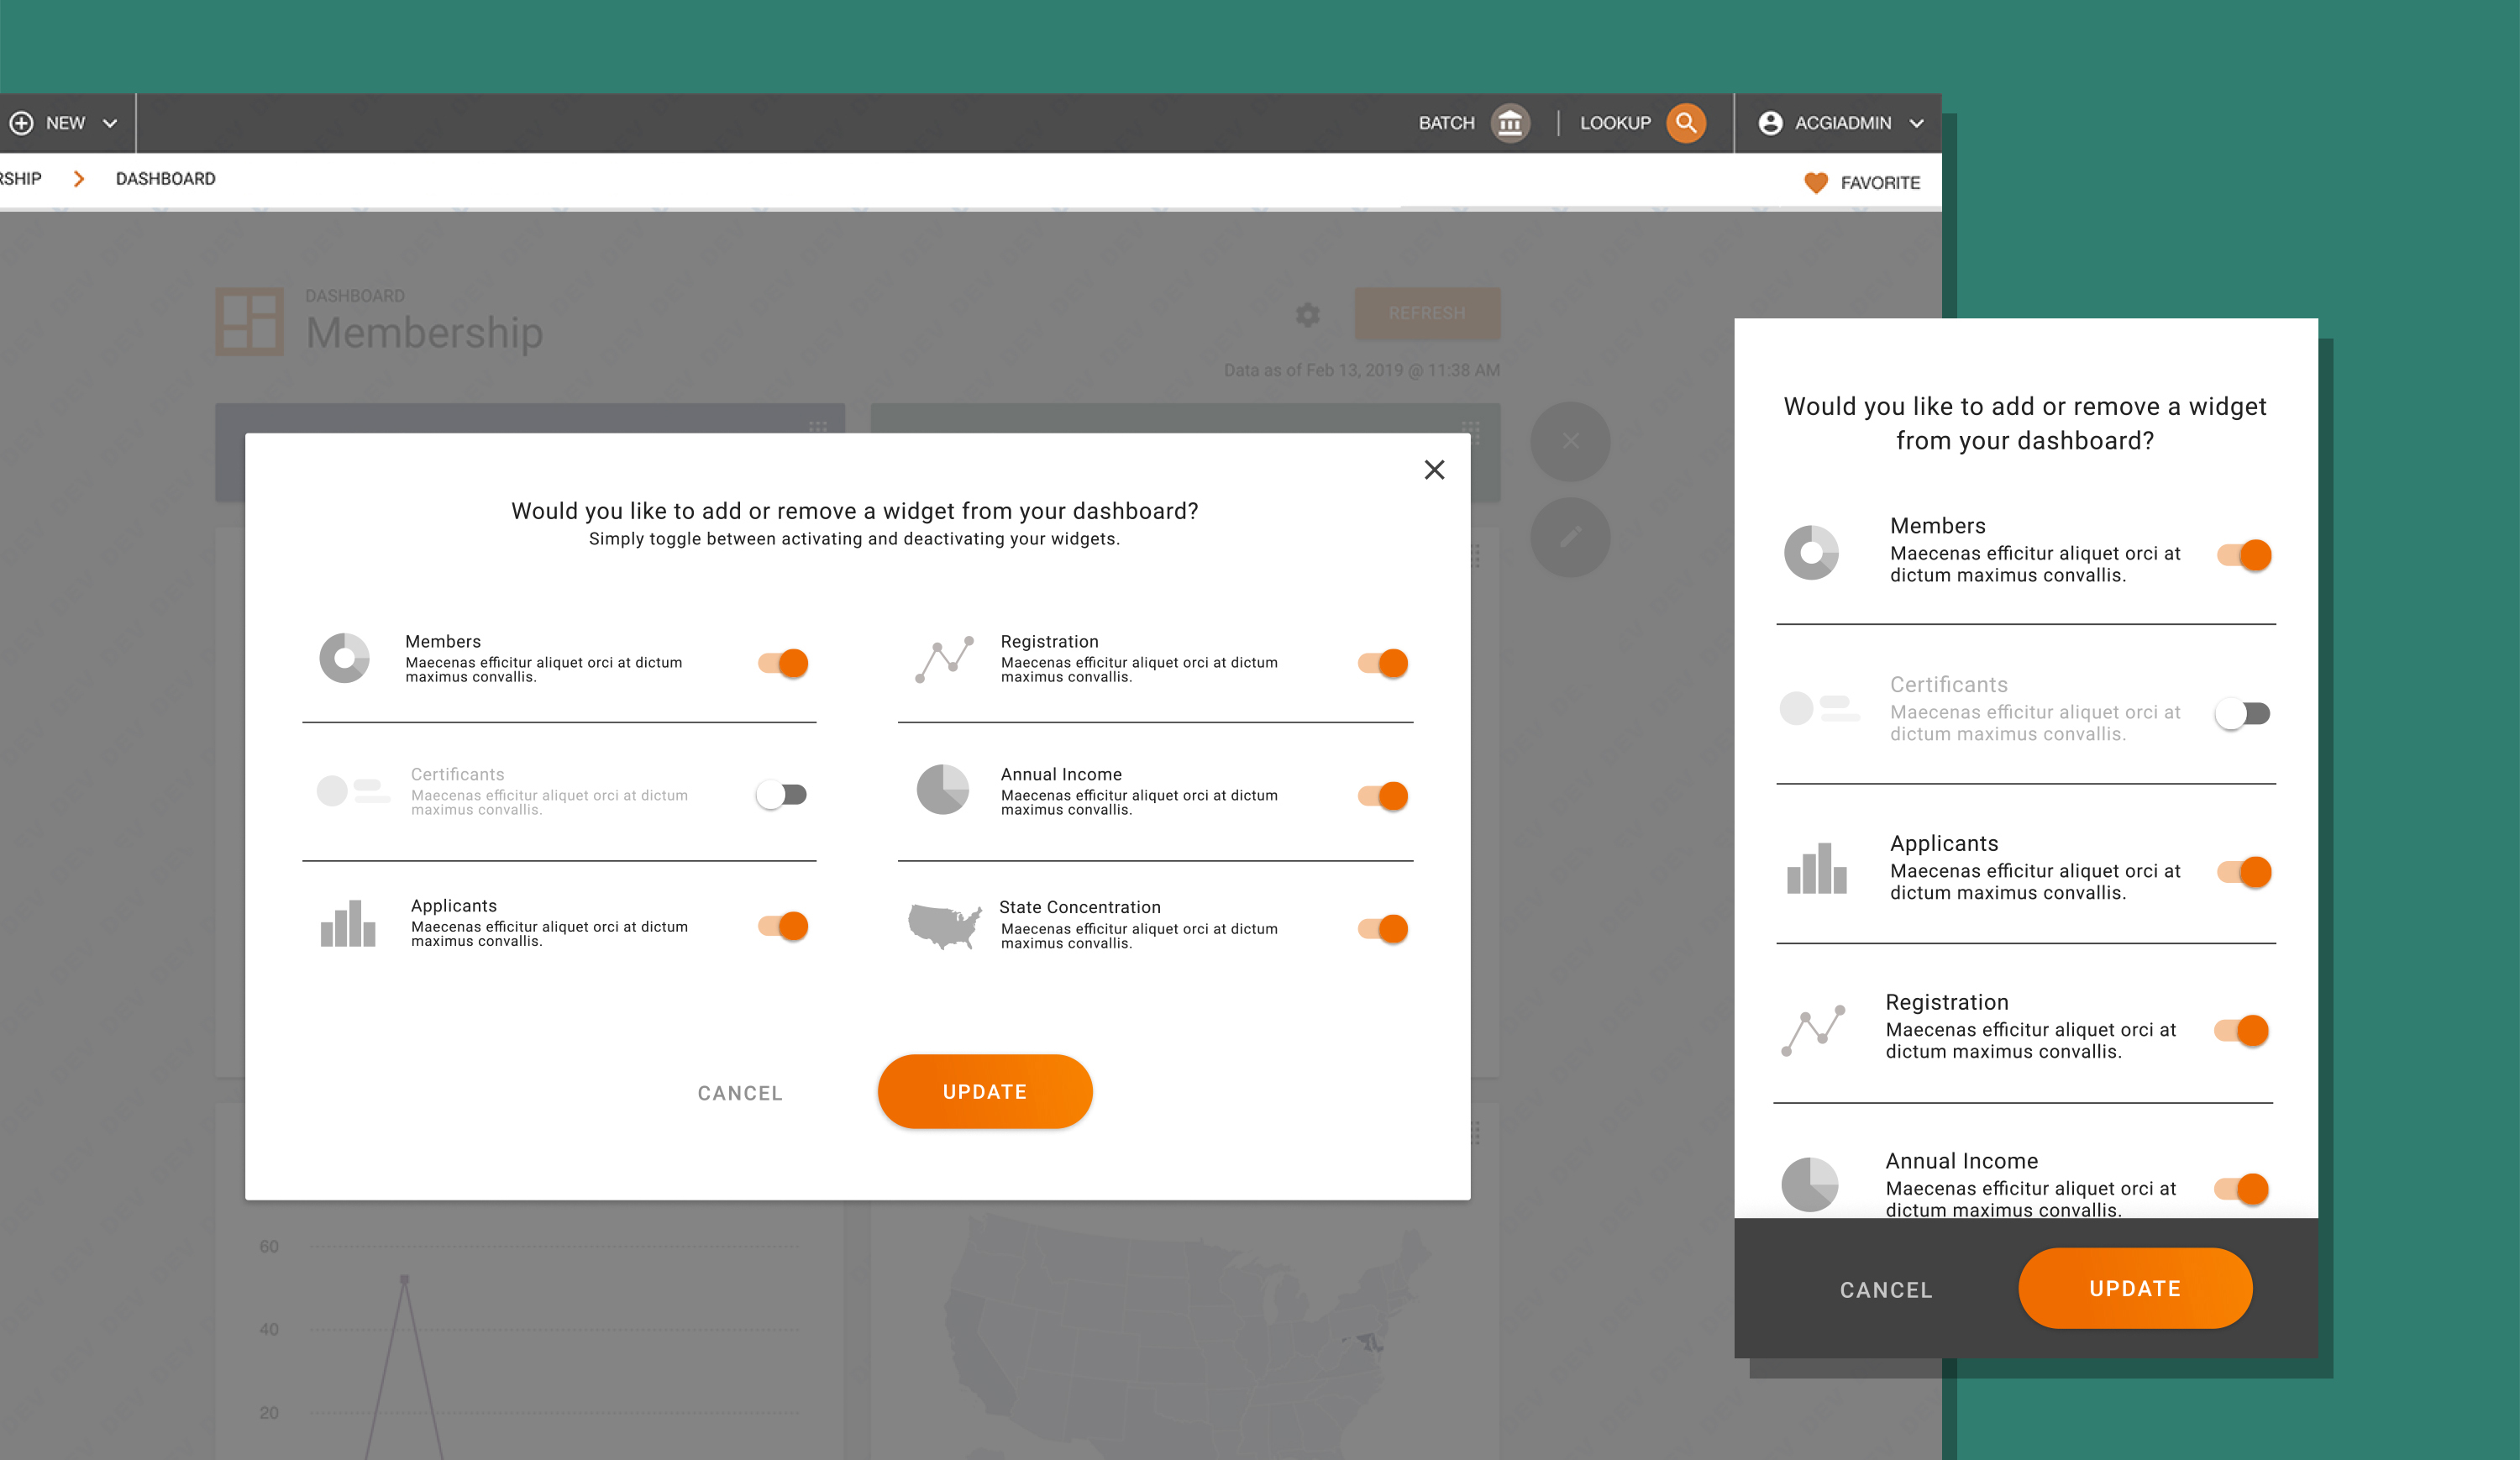 NEW
BATCH
LOOKUP
ACGIADMIN
RSHIP
DASHBOARD
FAVORITE
DASHBOARD
Membership
REFRESH
Data as of Feb 13, 2019 @ 11:38 AM
Would you like to add or remove a widget from your dashboard?
Simply toggle between activating and deactivating your widgets.
Members
Maecenas efficitur aliquet orci at dictum
maximus convallis.
Certificants
Maecenas efficitur aliquet orci at dictum
maximus convallis.
Applicants
Maecenas efficitur aliquet orci at dictum
maximus convallis.
Registration
Maecenas efficitur aliquet orci at dictum
maximus convallis.
Annual Income
Maecenas efficitur aliquet orci at dictum
maximus convallis.
State Concentration
Maecenas efficitur aliquet orci at dictum
maximus convallis.
CANCEL
UPDATE
60
40
20
Would you like to add or remove a widget
from your dashboard?
Members
Maecenas efficitur aliquet orci at
dictum maximus convallis.
Certificants
Maecenas efficitur aliquet orci at
dictum maximus convallis.
Applicants
Maecenas efficitur aliquet orci at
dictum maximus convallis.
Registration
Maecenas efficitur aliquet orci at
dictum maximus convallis.
Annual Income
Maecenas efficitur aliquet orci at
dictum maximus convallis.
CANCEL
UPDATE